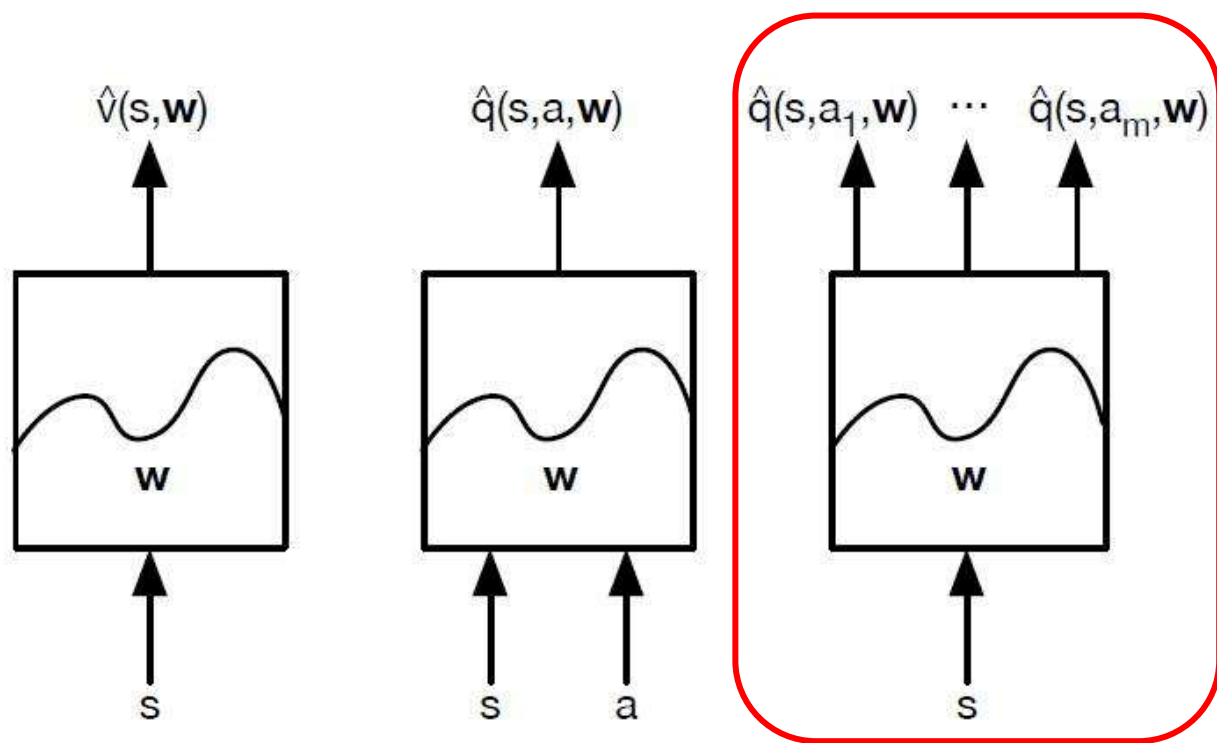 v̂(s,w) q̂(s,a,w) q̂(s,a₁,w) ... q̂(s,aₘ,w)
w w w
s s a s